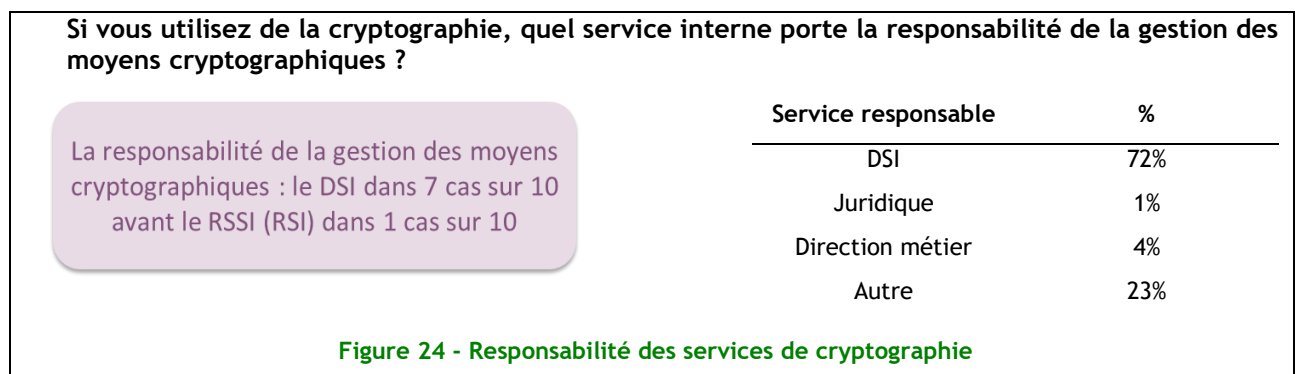 Si vous utilisez de la cryptographie, quel service interne porte la responsabilité de la gestion des
moyens cryptographiques ?
La responsabilité de la gestion des moyens
cryptographiques : le DSI dans 7 cas sur 10
avant le RSSI (RSI) dans 1 cas sur 10
Service responsable %
DSI 72%
Juridique 1%
Direction métier 4%
Autre 23%
Figure 24 - Responsabilité des services de cryptographie